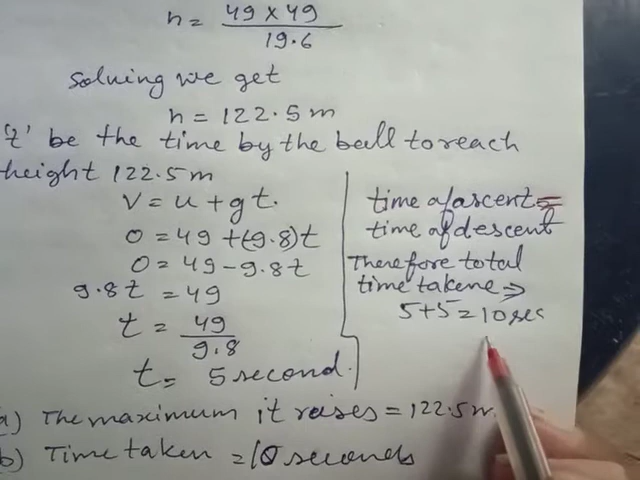 h = 49 × 49 / 19.6
Solving we get
h = 122.5 m
't' be the time by the ball to reach
height 122.5 m
V = u + gt.
0 = 49 + (-9.8)t
0 = 49 - 9.8t
9.8t = 49
t = 49 / 9.8
t = 5 second.
time of ascent =
time of descent
Therefore total
time takene ⇒
5+5 = 10 sec
a) The maximum it raises = 122.5 m.
b) Time taken = 10 seconds